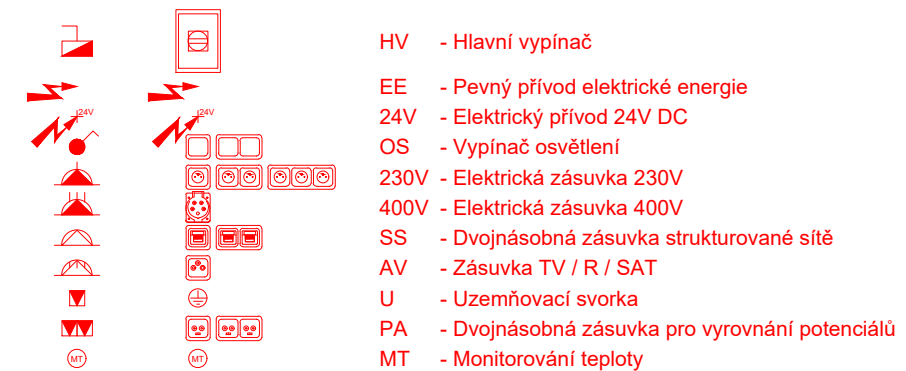 HV - Hlavní vypínač
EE - Pevný přívod elektrické energie
24V 24V 24V - Elektrický přívod 24V DC
OS - Vypínač osvětlení
230V - Elektrická zásuvka 230V
400V - Elektrická zásuvka 400V
SS - Dvojnásobná zásuvka strukturované sítě
AV - Zásuvka TV / R / SAT
U - Uzemňovací svorka
PA - Dvojnásobná zásuvka pro vyrovnání potenciálů
MT MT MT - Monitorování teploty